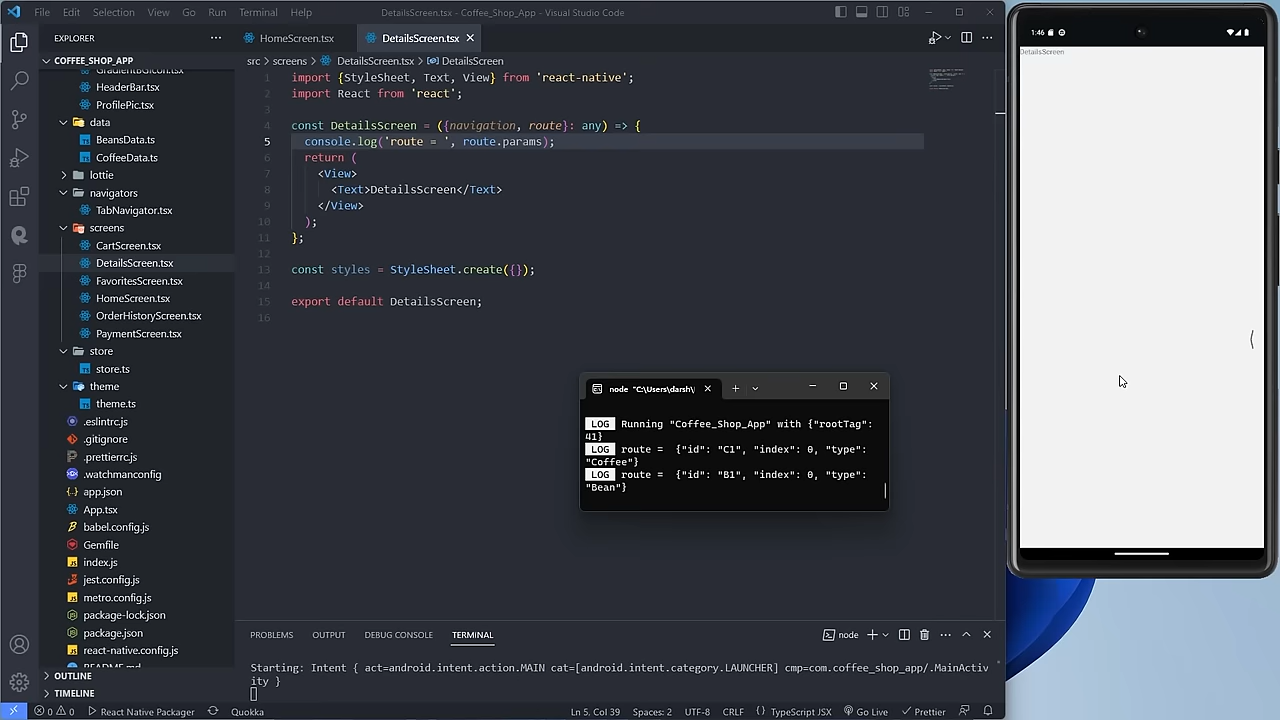 File Edit Selection View Go Run Terminal Help
DetailsScreen.tsx - Coffee_Shop_App - Visual Studio Code
EXPLORER
COFFEE_SHOP_APP
GradientBGIcon.tsx
HeaderBar.tsx
ProfilePic.tsx
data
BeansData.ts
CoffeeData.ts
lottie
navigators
TabNavigator.tsx
screens
CartScreen.tsx
DetailsScreen.tsx
FavoritesScreen.tsx
HomeScreen.tsx
OrderHistoryScreen.tsx
PaymentScreen.tsx
store
store.ts
theme
theme.ts
.eslintrc.js
.gitignore
.prettierrc.js
.watchmanconfig
app.json
App.tsx
babel.config.js
Gemfile
index.js
jest.config.js
metro.config.js
package-lock.json
package.json
react-native.config.js
README.md
OUTLINE
TIMELINE
HomeScreen.tsx
DetailsScreen.tsx
src > screens > DetailsScreen.tsx > DetailsScreen
1 import {StyleSheet, Text, View} from 'react-native';
2 import React from 'react';
3
4 const DetailsScreen = ({navigation, route}: any) => {
5 console.log('route = ', route.params);
6 return (
7 <View>
8 <Text>DetailsScreen</Text>
9 </View>
10 );
11 };
12
13 const styles = StyleSheet.create({});
14
15 export default DetailsScreen;
16
node "C:\Users\darsh\
LOG Running "Coffee_Shop_App" with {"rootTag":
41}
LOG route = {"id": "C1", "index": 0, "type":
"Coffee"}
LOG route = {"id": "B1", "index": 0, "type":
"Bean"}
PROBLEMS OUTPUT DEBUG CONSOLE TERMINAL
node
Starting: Intent { act=android.intent.action.MAIN cat=[android.intent.category.LAUNCHER] cmp=com.coffee_shop_app/.MainActiv
ity }
0 0 React Native Packager Quokka
Ln 5, Col 39 Spaces: 2 UTF-8 CRLF {} TypeScript JSX Go Live Prettier
1:46
DetailsScreen